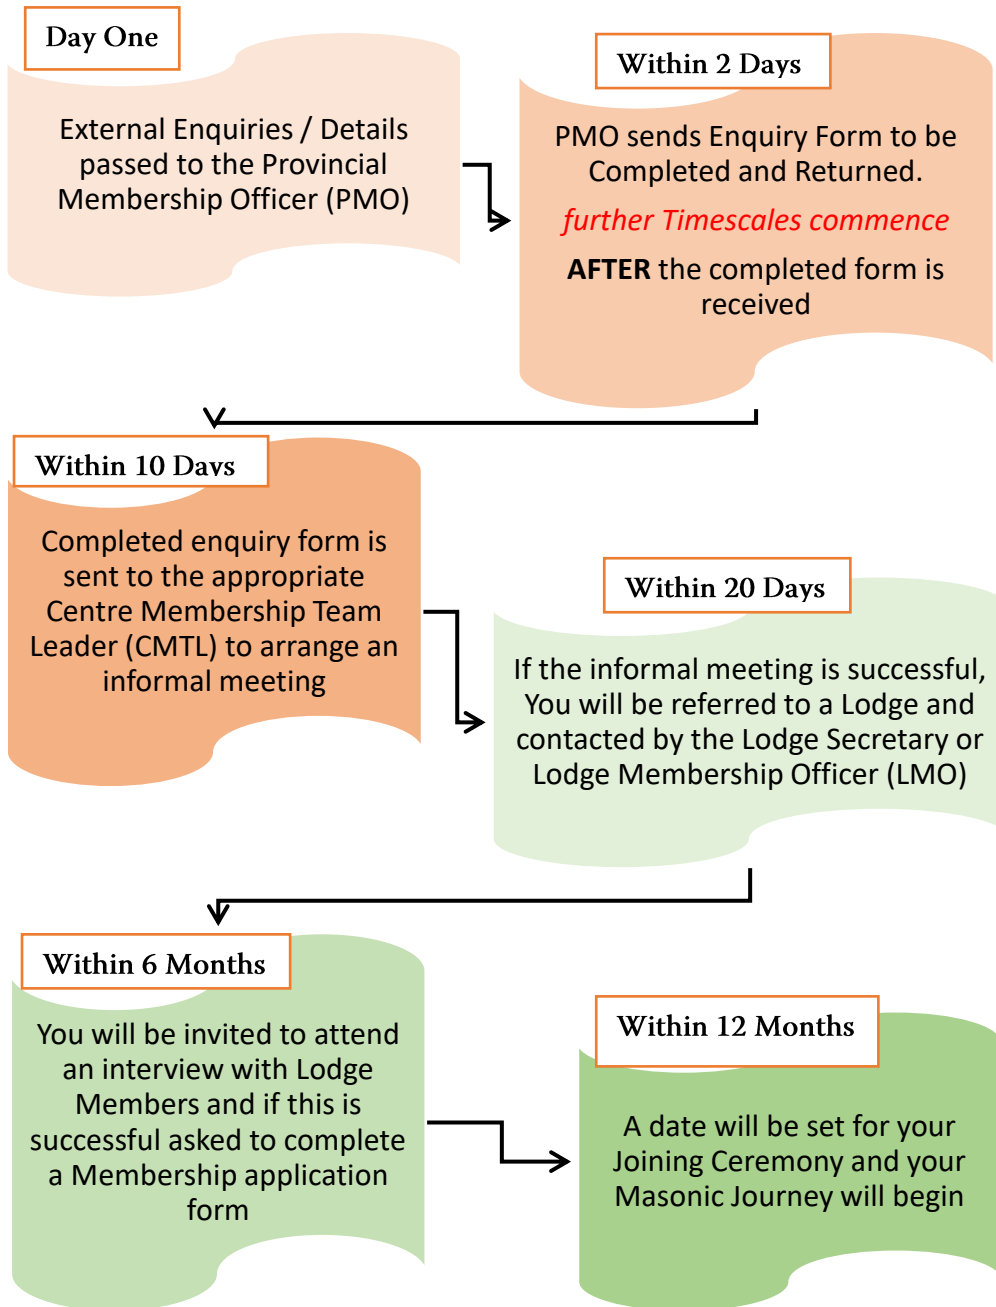 Day One
External Enquiries / Details
passed to the Provincial
Membership Officer (PMO)
Within 2 Days
PMO sends Enquiry Form to be
Completed and Returned.
further Timescales commence
AFTER the completed form is
received
Within 10 Days
Completed enquiry form is
sent to the appropriate
Centre Membership Team
Leader (CMTL) to arrange an
informal meeting
Within 20 Days
If the informal meeting is successful,
You will be referred to a Lodge and
contacted by the Lodge Secretary or
Lodge Membership Officer (LMO)
Within 6 Months
You will be invited to attend
an interview with Lodge
Members and if this is
successful asked to complete
a Membership application
form
Within 12 Months
A date will be set for your
Joining Ceremony and your
Masonic Journey will begin